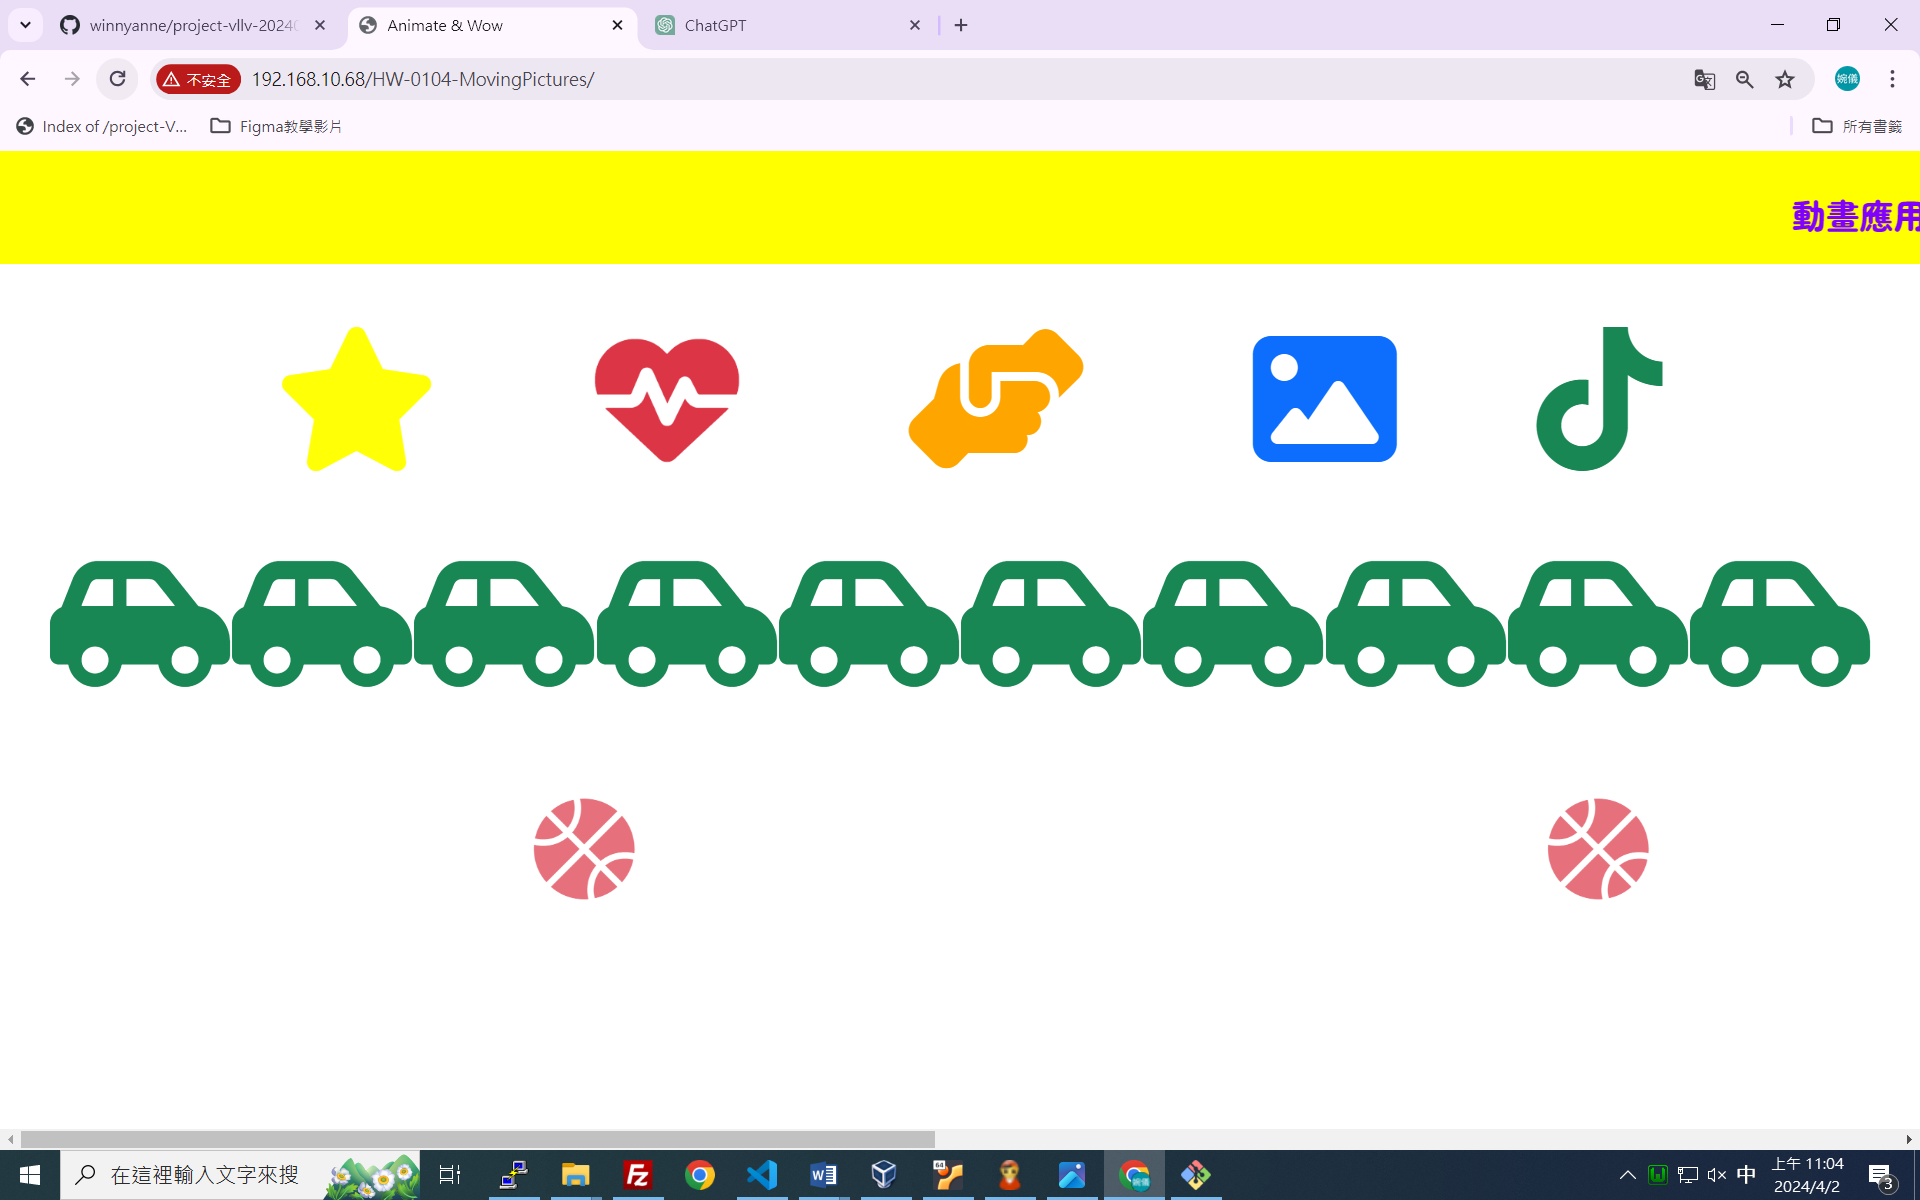 winnyanne/project-vllv-2024
Animate & Wow
ChatGPT
不安全
192.168.10.68/HW-0104-MovingPictures/
婉儀
Index of /project-V...
Figma教學影片
所有書籤
動畫應用
在這裡輸入文字來搜
中
上午 11:04
2024/4/2
3